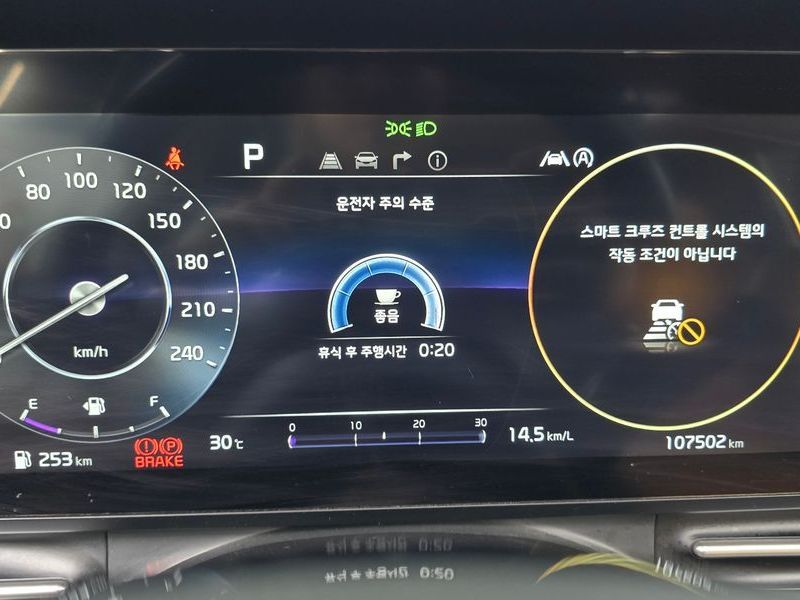 P
운전자 주의 수준
좋음
휴식 후 주행시간 0:20
80
100
120
150
180
210
240
km/h
E
F
253 km
BRAKE
P
30℃
0 10 20 30
14.5 km/L
A
스마트 크루즈 컨트롤 시스템의
작동 조건이 아닙니다
107502 km